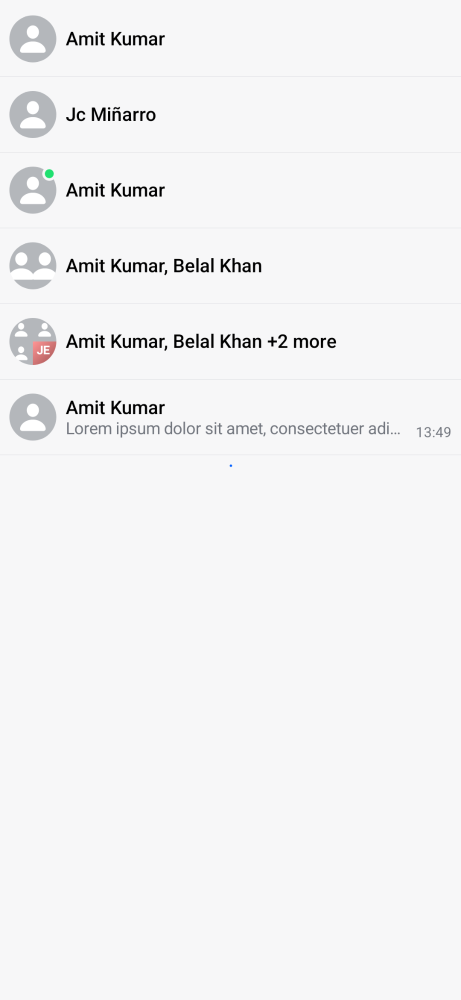 Amit Kumar
Jc Miñarro
Amit Kumar
Amit Kumar, Belal Khan
JE
Amit Kumar, Belal Khan +2 more
Amit Kumar
Lorem ipsum dolor sit amet, consectetuer adi...
13:49